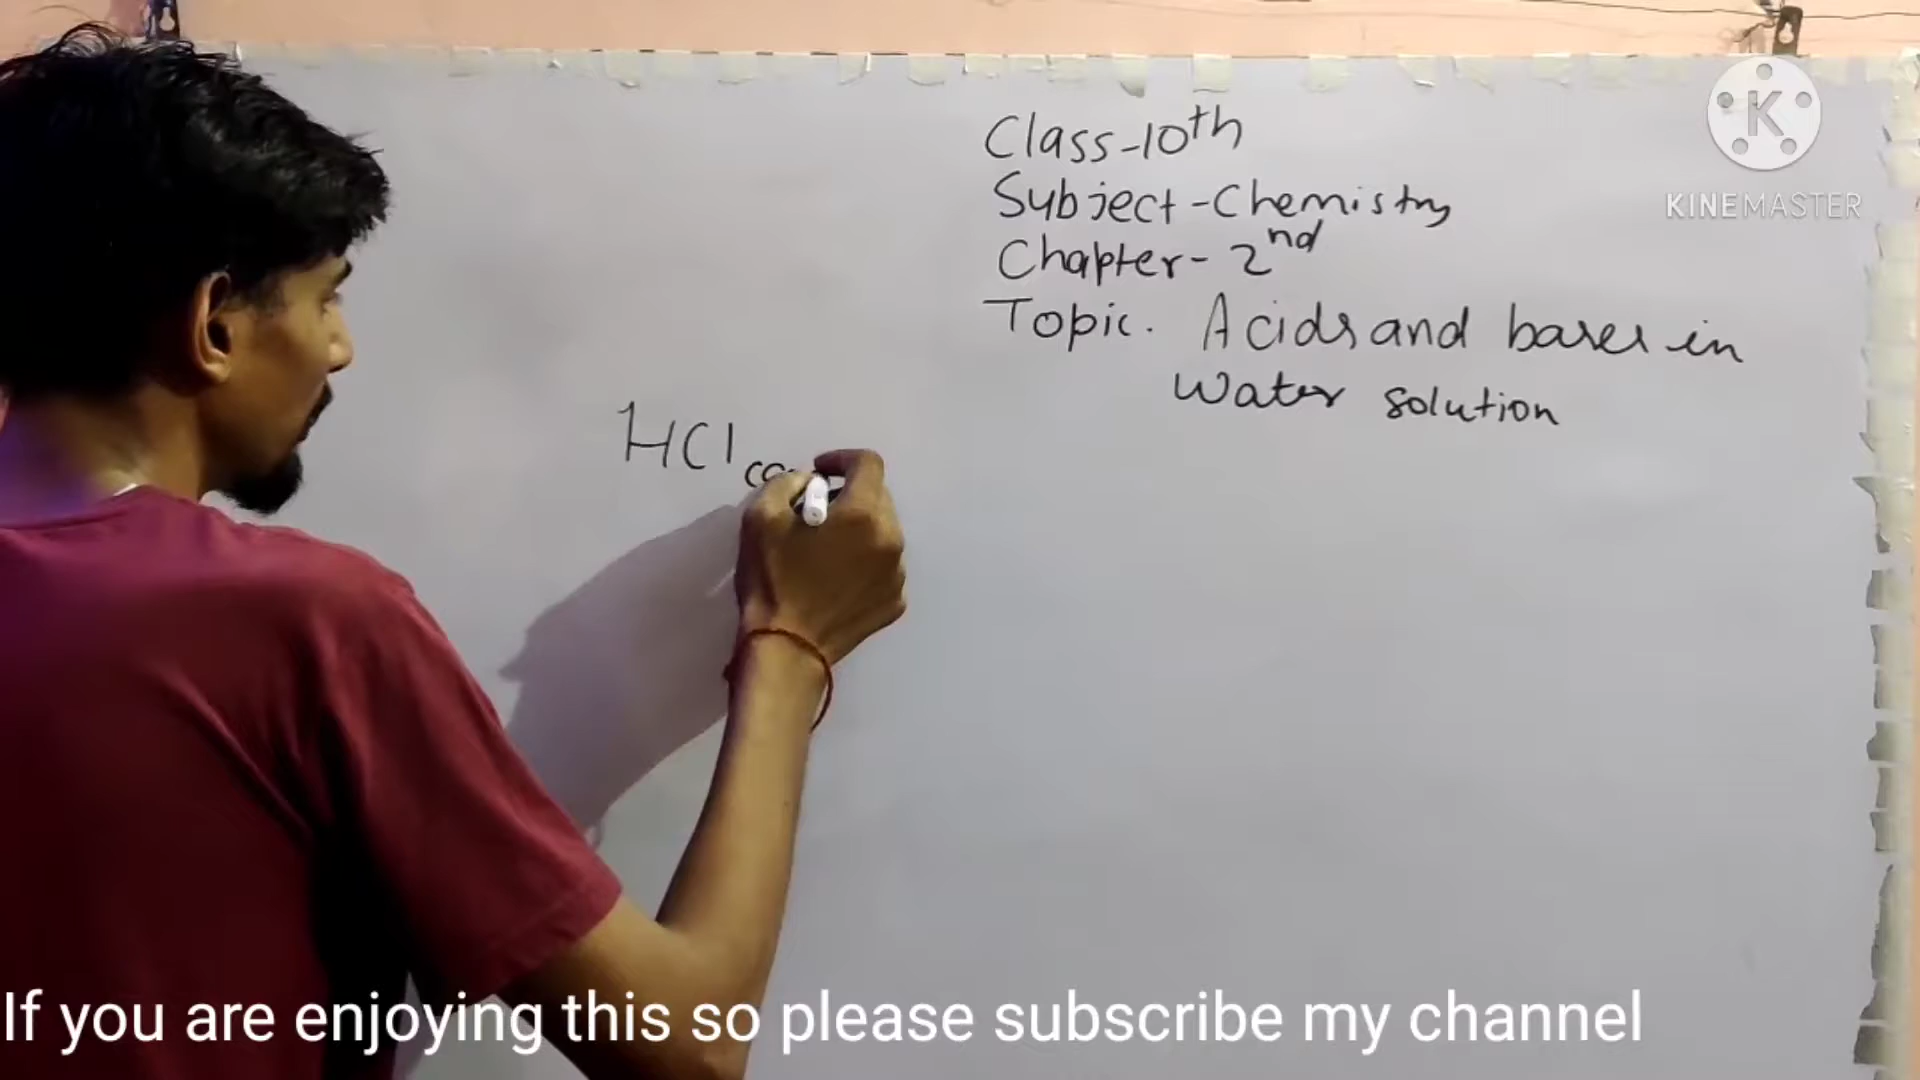 Class-10th
Subject-Chemistry
Chapter-2nd
Topic. Acids and bases in
Water solution
HCl
KINEMASTER
If you are enjoying this so please subscribe my channel